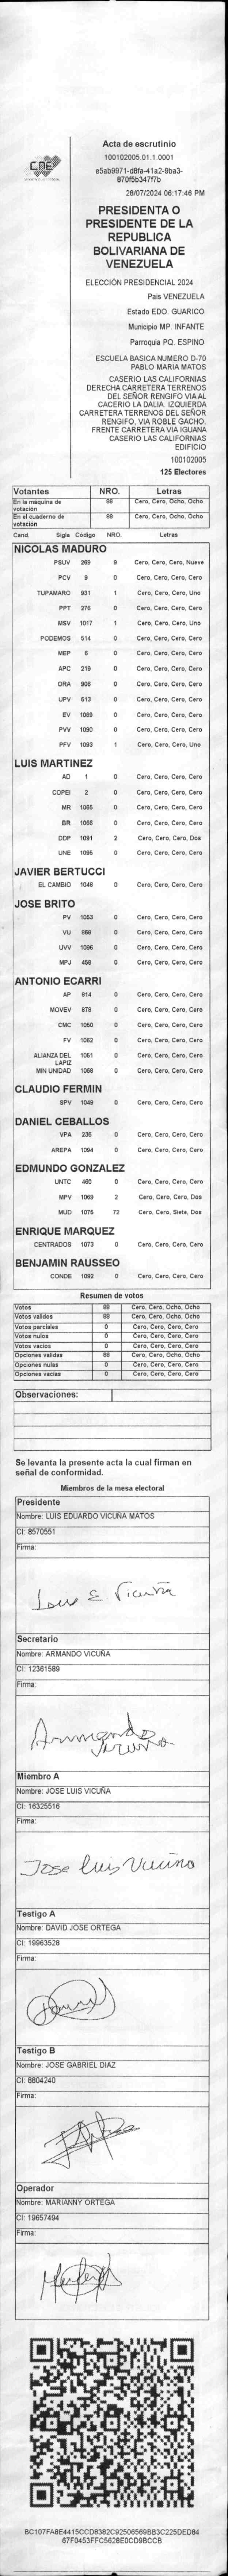 CNE
Acta de escrutinio
100102005.01.1.0001
e5ab9971-d8fa-41a2-9ba3-
870f5b347f7b
28/07/2024 06:17:46 PM
PRESIDENTA O
PRESIDENTE DE LA
REPUBLICA
BOLIVARIANA DE
VENEZUELA
ELECCIÓN PRESIDENCIAL 2024
Pais VENEZUELA
Estado EDO. GUARICO
Municipio MP. INFANTE
Parroquia PQ. ESPINO
ESCUELA BASICA NUMERO D-70
PABLO MARIA MATOS
CASERIO LAS CALIFORNIAS
DERECHA CARRETERA TERRENOS
DEL SEÑOR RENGIFO VIA AL
CACERIO LA DALIA. IZQUIERDA
CARRETERA TERRENOS DEL SEÑOR
RENGIFO, VIA ROBLE GACHO.
FRENTE CARRETERA VIA IGUANA
CASERIO LAS CALIFORNIAS
EDIFICIO
100102005
125 Electores
Votantes NRO. Letras
En la máquina de votación 88 Cero, Cero, Ocho, Ocho
En el cuaderno de votación 88 Cero, Cero, Ocho, Ocho
Cand. Sigla Código NRO. Letras
NICOLAS MADURO
PSUV 269 9 Cero, Cero, Cero, Nueve
PCV 9 0 Cero, Cero, Cero, Cero
TUPAMARO 931 1 Cero, Cero, Cero, Uno
PPT 276 0 Cero, Cero, Cero, Cero
MSV 1017 1 Cero, Cero, Cero, Uno
PODEMOS 514 0 Cero, Cero, Cero, Cero
MEP 6 0 Cero, Cero, Cero, Cero
APC 219 0 Cero, Cero, Cero, Cero
ORA 906 0 Cero, Cero, Cero, Cero
UPV 513 0 Cero, Cero, Cero, Cero
EV 1089 0 Cero, Cero, Cero, Cero
PVV 1090 0 Cero, Cero, Cero, Cero
PFV 1093 1 Cero, Cero, Cero, Uno
LUIS MARTINEZ
AD 1 0 Cero, Cero, Cero, Cero
COPEI 2 0 Cero, Cero, Cero, Cero
MR 1065 0 Cero, Cero, Cero, Cero
BR 1066 0 Cero, Cero, Cero, Cero
DDP 1091 2 Cero, Cero, Cero, Dos
UNE 1095 0 Cero, Cero, Cero, Cero
JAVIER BERTUCCI
EL CAMBIO 1048 0 Cero, Cero, Cero, Cero
JOSE BRITO
PV 1053 0 Cero, Cero, Cero, Cero
VU 968 0 Cero, Cero, Cero, Cero
UVV 1096 0 Cero, Cero, Cero, Cero
MPJ 458 0 Cero, Cero, Cero, Cero
ANTONIO ECARRI
AP 814 0 Cero, Cero, Cero, Cero
MOVEV 878 0 Cero, Cero, Cero, Cero
CMC 1050 0 Cero, Cero, Cero, Cero
FV 1062 0 Cero, Cero, Cero, Cero
ALIANZA DEL LAPIZ 1061 0 Cero, Cero, Cero, Cero
MIN UNIDAD 1068 0 Cero, Cero, Cero, Cero
CLAUDIO FERMIN
SPV 1049 0 Cero, Cero, Cero, Cero
DANIEL CEBALLOS
VPA 236 0 Cero, Cero, Cero, Cero
AREPA 1094 0 Cero, Cero, Cero, Cero
EDMUNDO GONZALEZ
UNTC 460 0 Cero, Cero, Cero, Cero
MPV 1069 2 Cero, Cero, Cero, Dos
MUD 1075 72 Cero, Cero, Siete, Dos
ENRIQUE MARQUEZ
CENTRADOS 1073 0 Cero, Cero, Cero, Cero
BENJAMIN RAUSSEO
CONDE 1092 0 Cero, Cero, Cero, Cero
Resumen de votos
Votos 88 Cero, Cero, Ocho, Ocho
Votos validos 88 Cero, Cero, Ocho, Ocho
Votos parciales 0 Cero, Cero, Cero, Cero
Votos nulos 0 Cero, Cero, Cero, Cero
Votos vacios 0 Cero, Cero, Cero, Cero
Opciones validas 88 Cero, Cero, Ocho, Ocho
Opciones nulas 0 Cero, Cero, Cero, Cero
Opciones vacias 0 Cero, Cero, Cero, Cero
Observaciones:
Se levanta la presente acta la cual firman en
señal de conformidad.
Miembros de la mesa electoral
Presidente
Nombre: LUIS EDUARDO VICUÑA MATOS
CI: 8570551
Firma:
Luis E Vicuña
Secretario
Nombre: ARMANDO VICUÑA
CI: 12361589
Firma:
Armando
Vicuña
Miembro A
Nombre: JOSE LUIS VICUÑA
CI: 16325516
Firma:
Jose Luis Vicuña
Testigo A
Nombre: DAVID JOSE ORTEGA
CI: 19963528
Firma:
Testigo B
Nombre: JOSE GABRIEL DIAZ
CI: 8804240
Firma:
Operador
Nombre: MARIANNY ORTEGA
CI: 19657494
Firma:
BC107FA8E4415CCD8382C92506569BB3C225DED84
67F0453FFC5628E0CD9BCCB